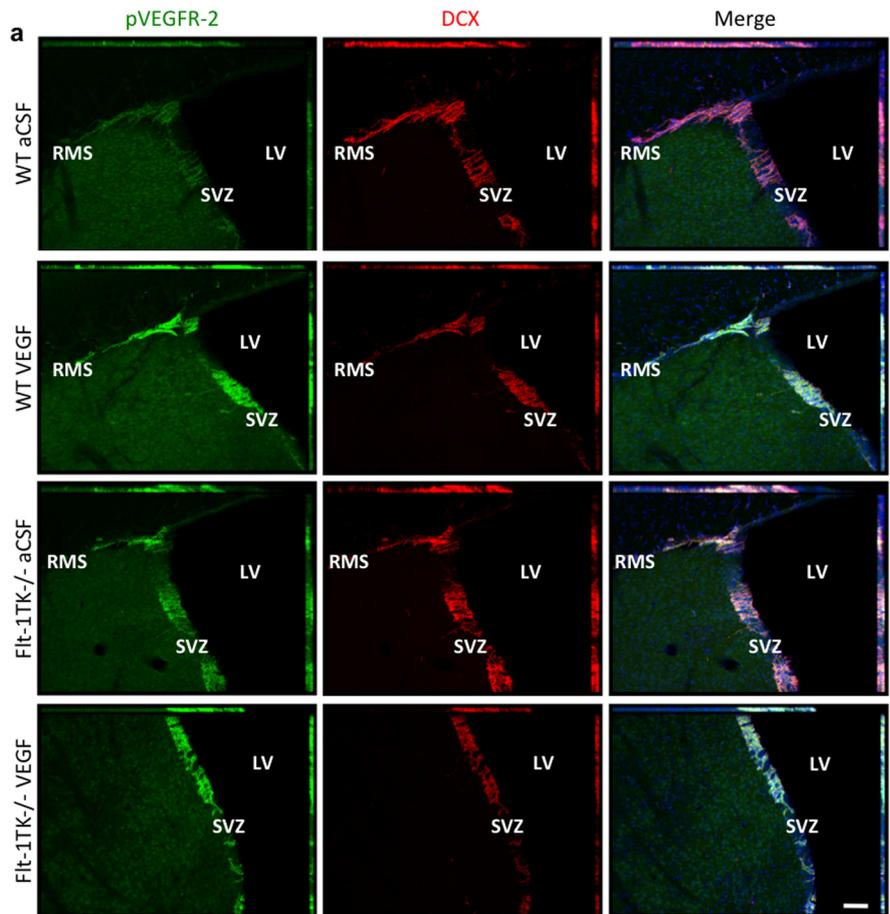 a
pVEGFR-2 DCX Merge
WT aCSF
RMS LV SVZ
RMS LV SVZ
RMS LV SVZ
WT VEGF
RMS LV SVZ
RMS LV SVZ
RMS LV SVZ
Flt-1TK-/- aCSF
RMS LV SVZ
RMS LV SVZ
RMS LV SVZ
Flt-1TK-/- VEGF
LV SVZ
LV SVZ
LV SVZ